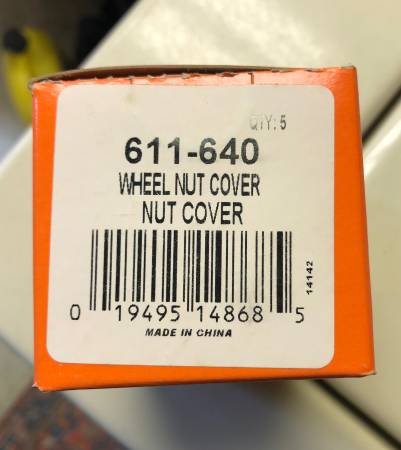 QTY: 5
611-640
WHEEL NUT COVER
NUT COVER
0 19495 14868 5
14142
MADE IN CHINA